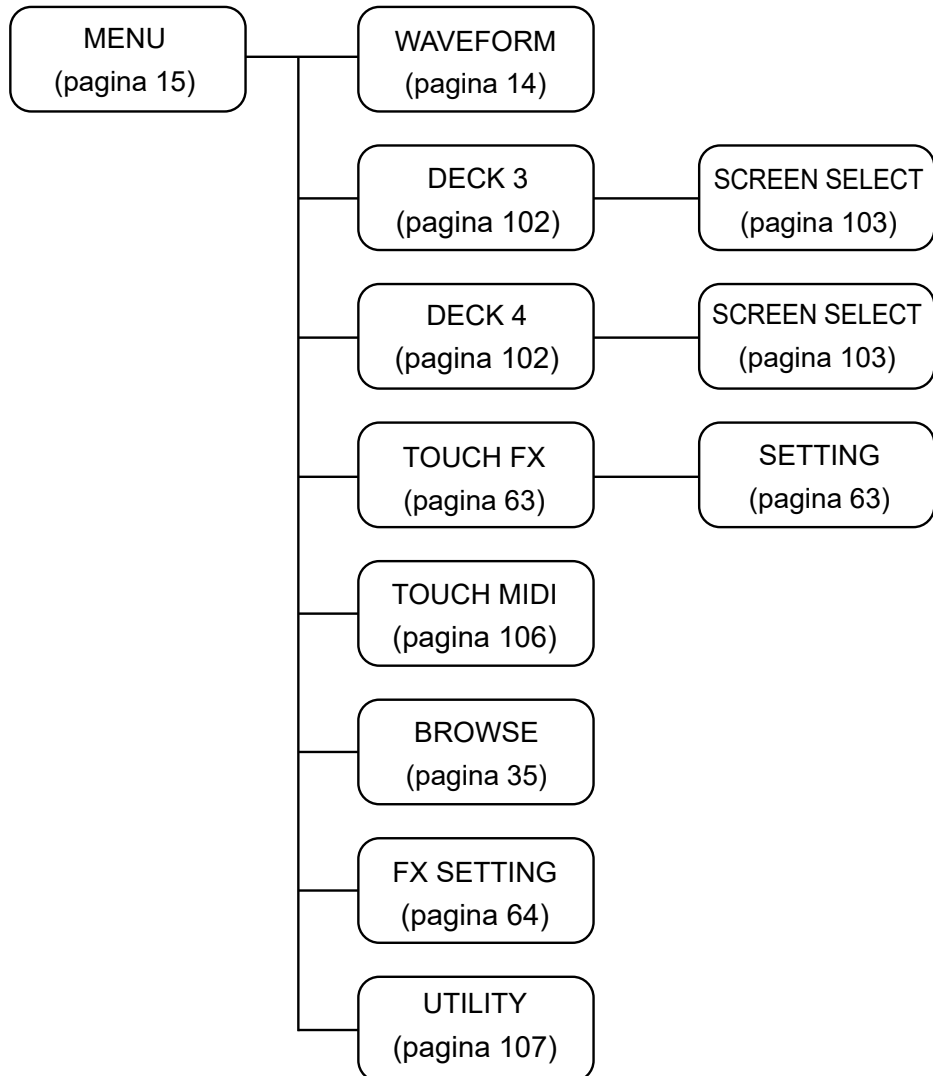 MENU
(pagina 15)
WAVEFORM
(pagina 14)
DECK 3
(pagina 102)
SCREEN SELECT
(pagina 103)
DECK 4
(pagina 102)
SCREEN SELECT
(pagina 103)
TOUCH FX
(pagina 63)
SETTING
(pagina 63)
TOUCH MIDI
(pagina 106)
BROWSE
(pagina 35)
FX SETTING
(pagina 64)
UTILITY
(pagina 107)